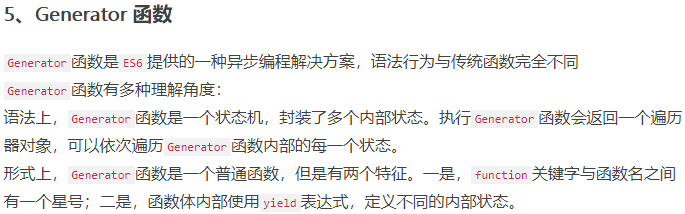 5、Generator 函数
Generator 函数是 ES6 提供的一种异步编程解决方案，语法行为与传统函数完全不同
Generator 函数有多种理解角度：
语法上，Generator 函数是一个状态机，封装了多个内部状态。执行 Generator 函数会返回一个遍历
器对象，可以依次遍历 Generator 函数内部的每一个状态。
形式上，Generator 函数是一个普通函数，但是有两个特征。一是，function 关键字与函数名之间
有一个星号；二是，函数体内部使用 yield 表达式，定义不同的内部状态。